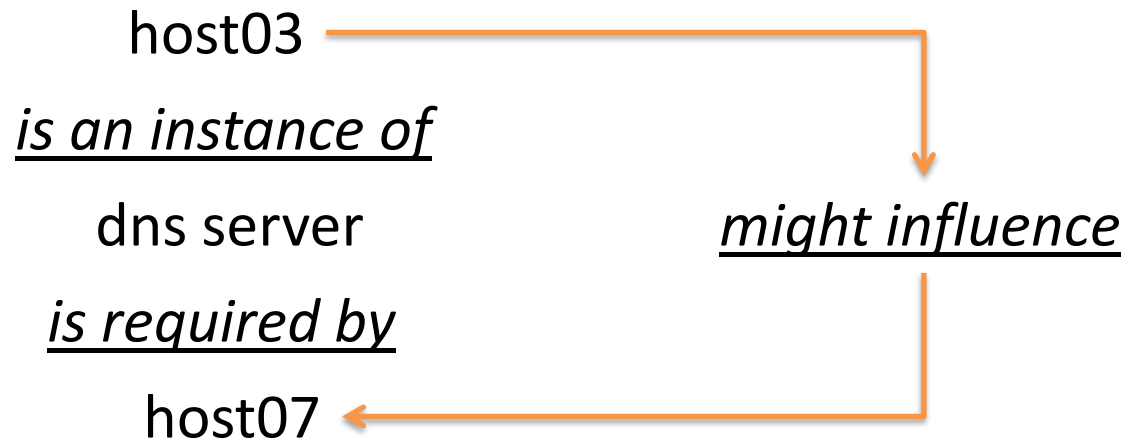 host03
is an instance of
dns server
might influence
is required by
host07